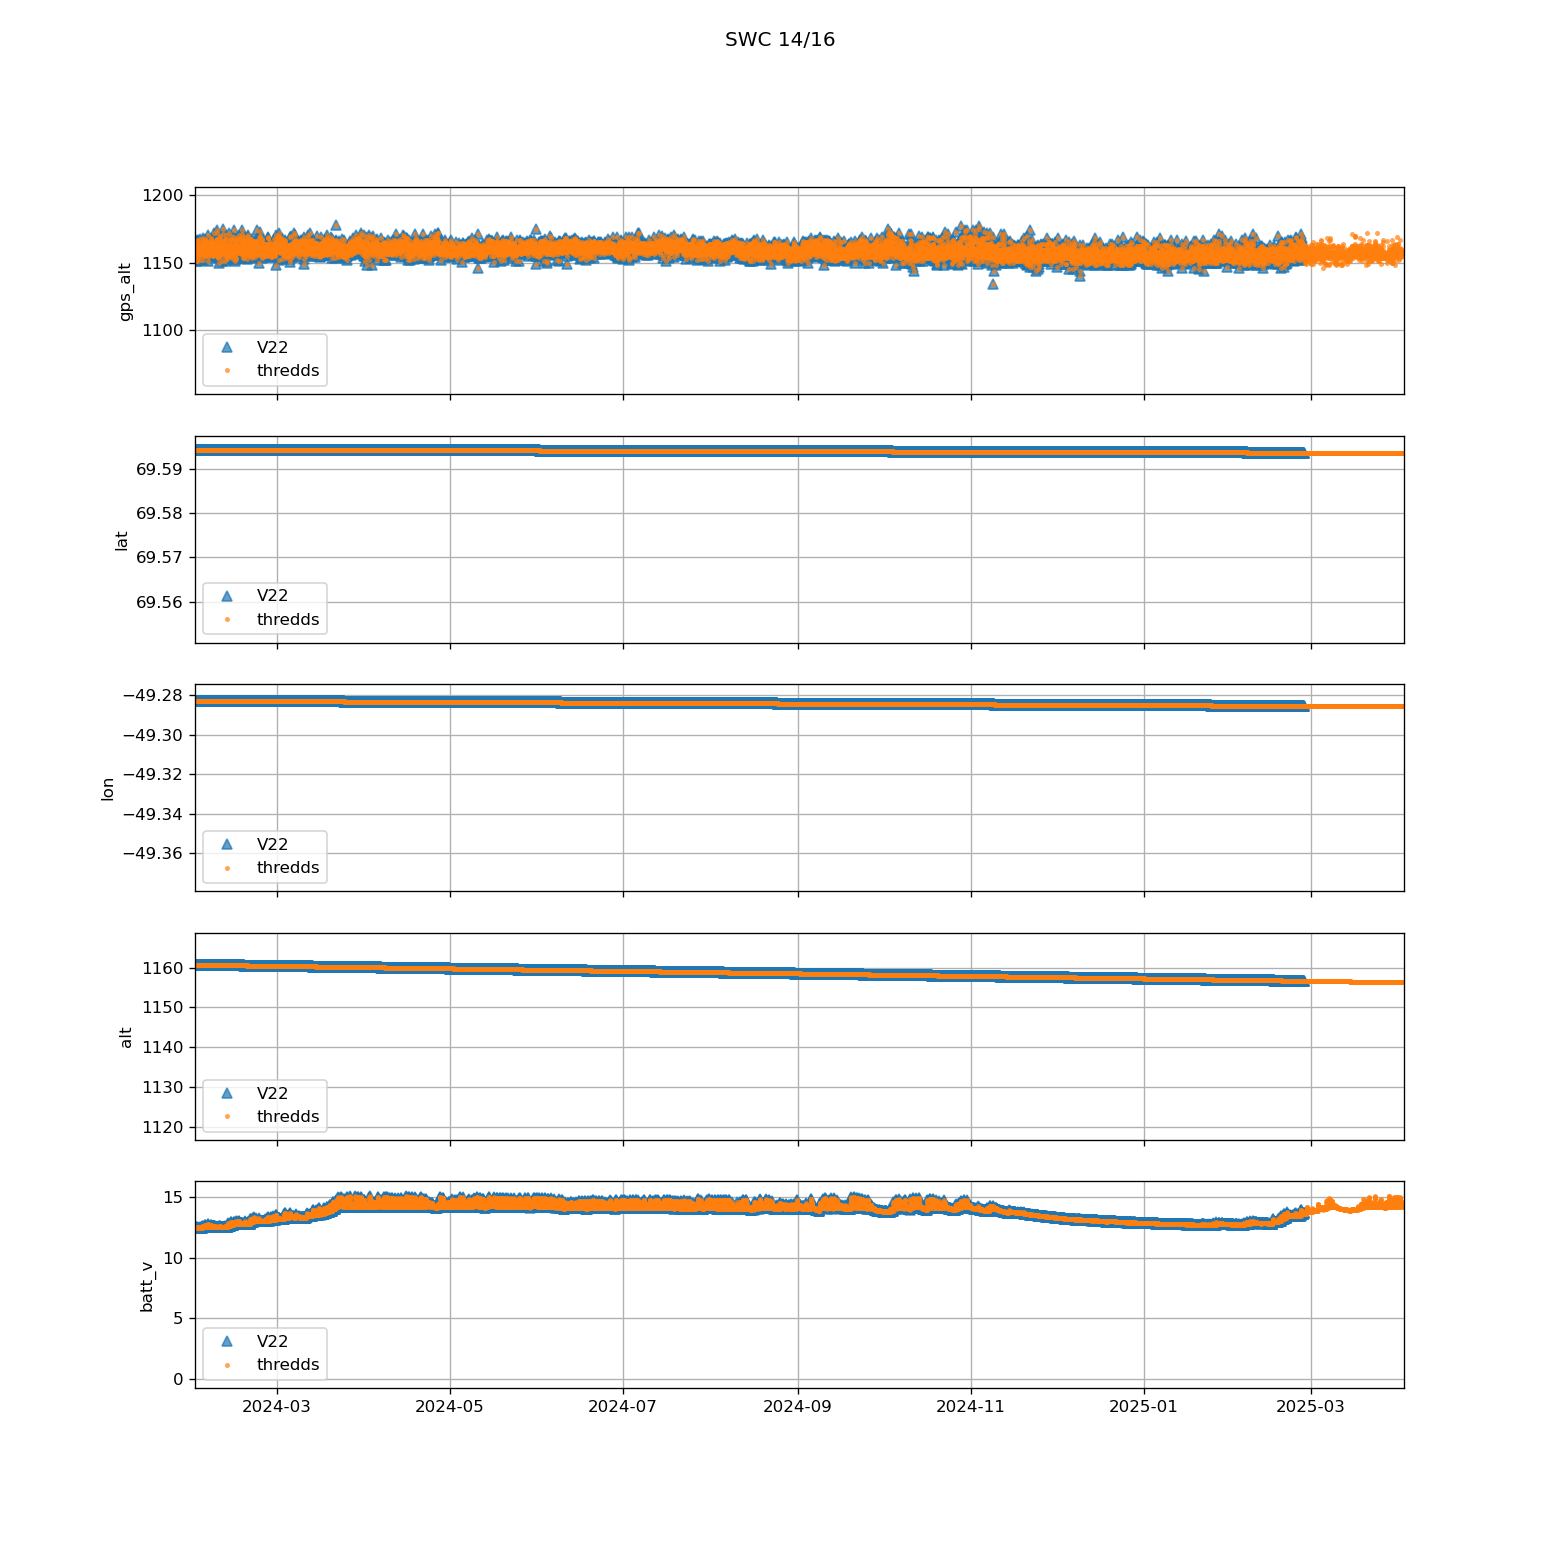 SWC 14/16
1200
1150
1100
gps_alt
V22
thredds
69.59
69.58
69.57
69.56
lat
V22
thredds
−49.28
−49.30
−49.32
−49.34
−49.36
lon
V22
thredds
1160
1150
1140
1130
1120
alt
V22
thredds
15
10
5
0
batt_v
V22
thredds
2024-03 2024-05 2024-07 2024-09 2024-11 2025-01 2025-03